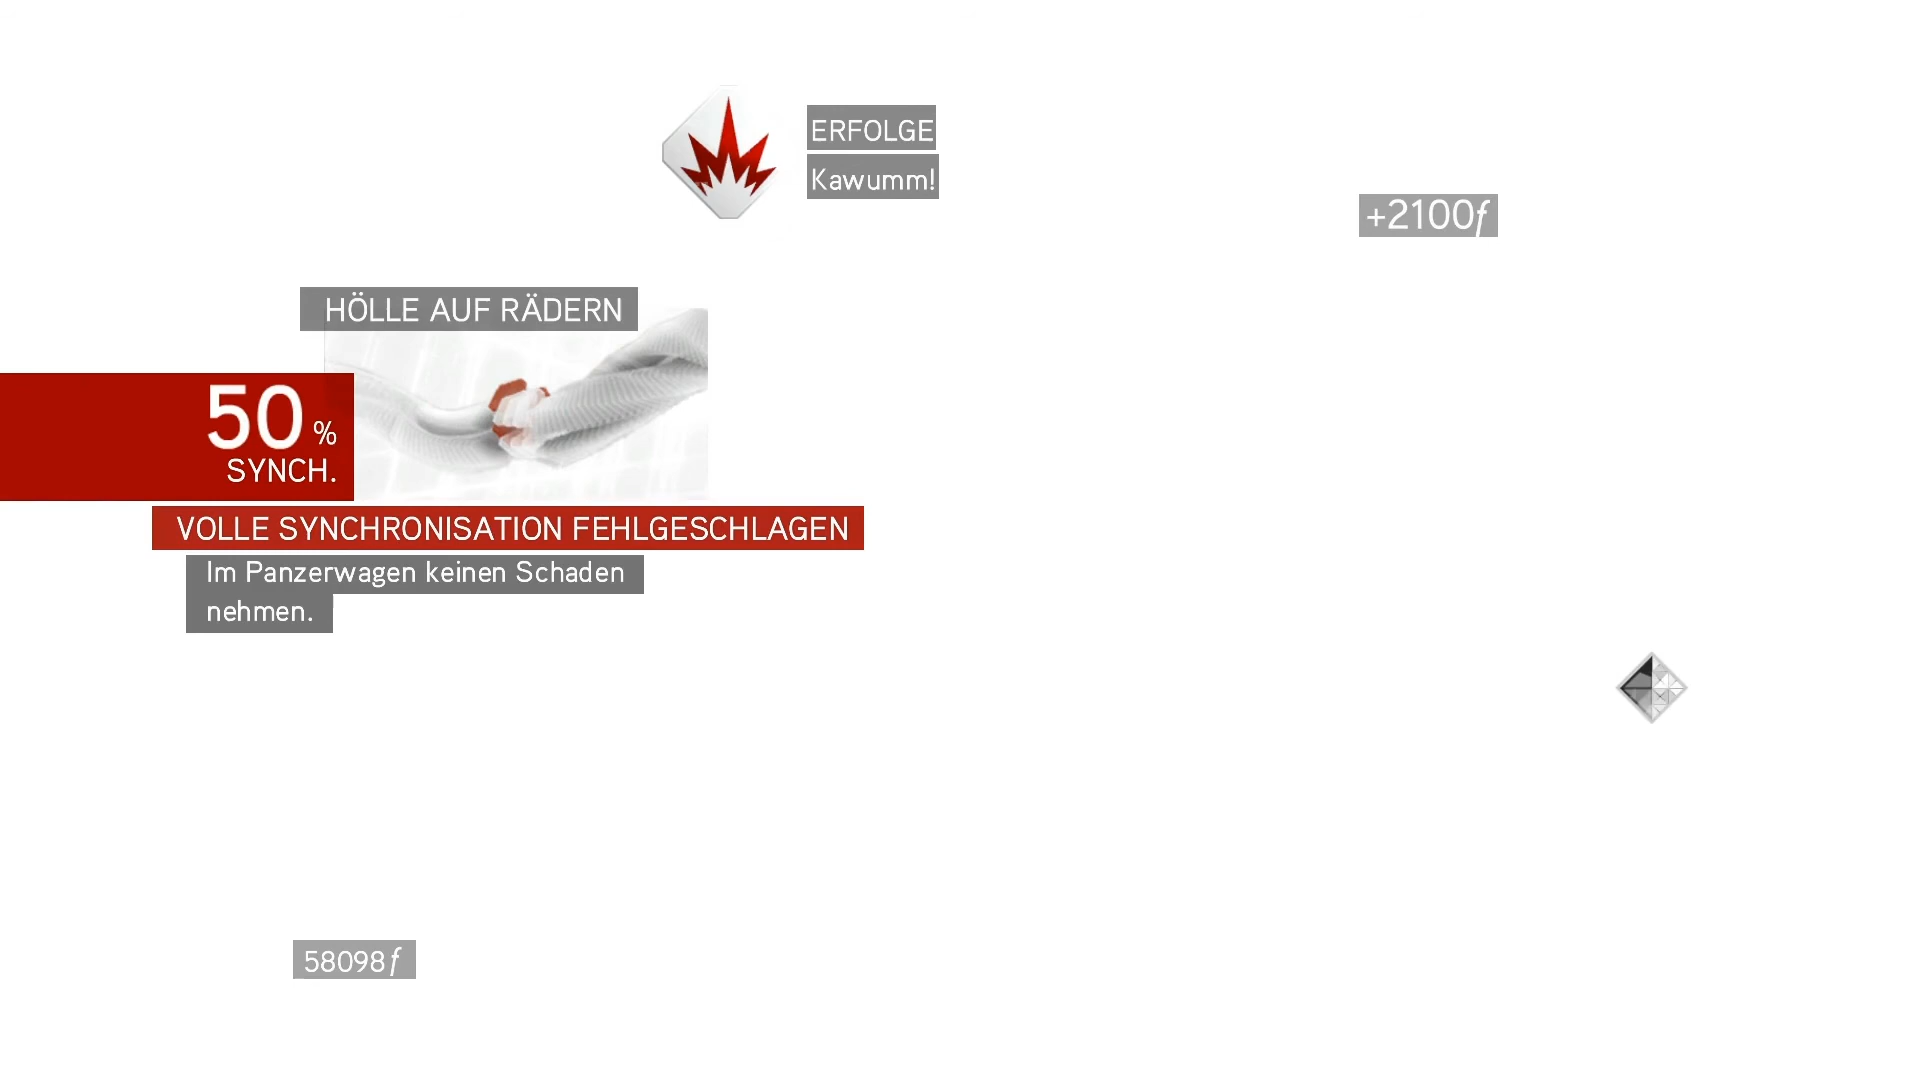 ERFOLGE
Kawumm!
+2100ƒ
HÖLLE AUF RÄDERN
50 %
SYNCH.
VOLLE SYNCHRONISATION FEHLGESCHLAGEN
Im Panzerwagen keinen Schaden
nehmen.
58098ƒ